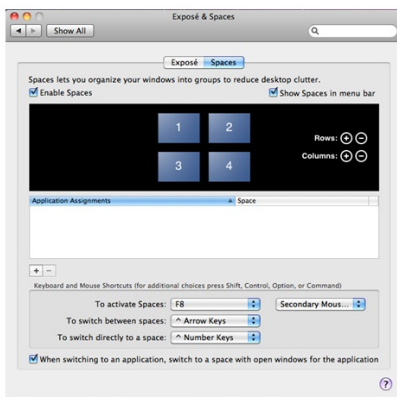 Exposé & Spaces
Show All
Exposé Spaces
Spaces lets you organize your windows into groups to reduce desktop clutter.
Enable Spaces Show Spaces in menu bar
1 2
Rows: + −
3 4
Columns: + −
Application Assignments Space
+ −
Keyboard and Mouse Shortcuts (for additional choices press Shift, Control, Option, or Command)
To activate Spaces: F8 Secondary Mous...
To switch between spaces: ^ Arrow Keys
To switch directly to a space: ^ Number Keys
When switching to an application, switch to a space with open windows for the application
?